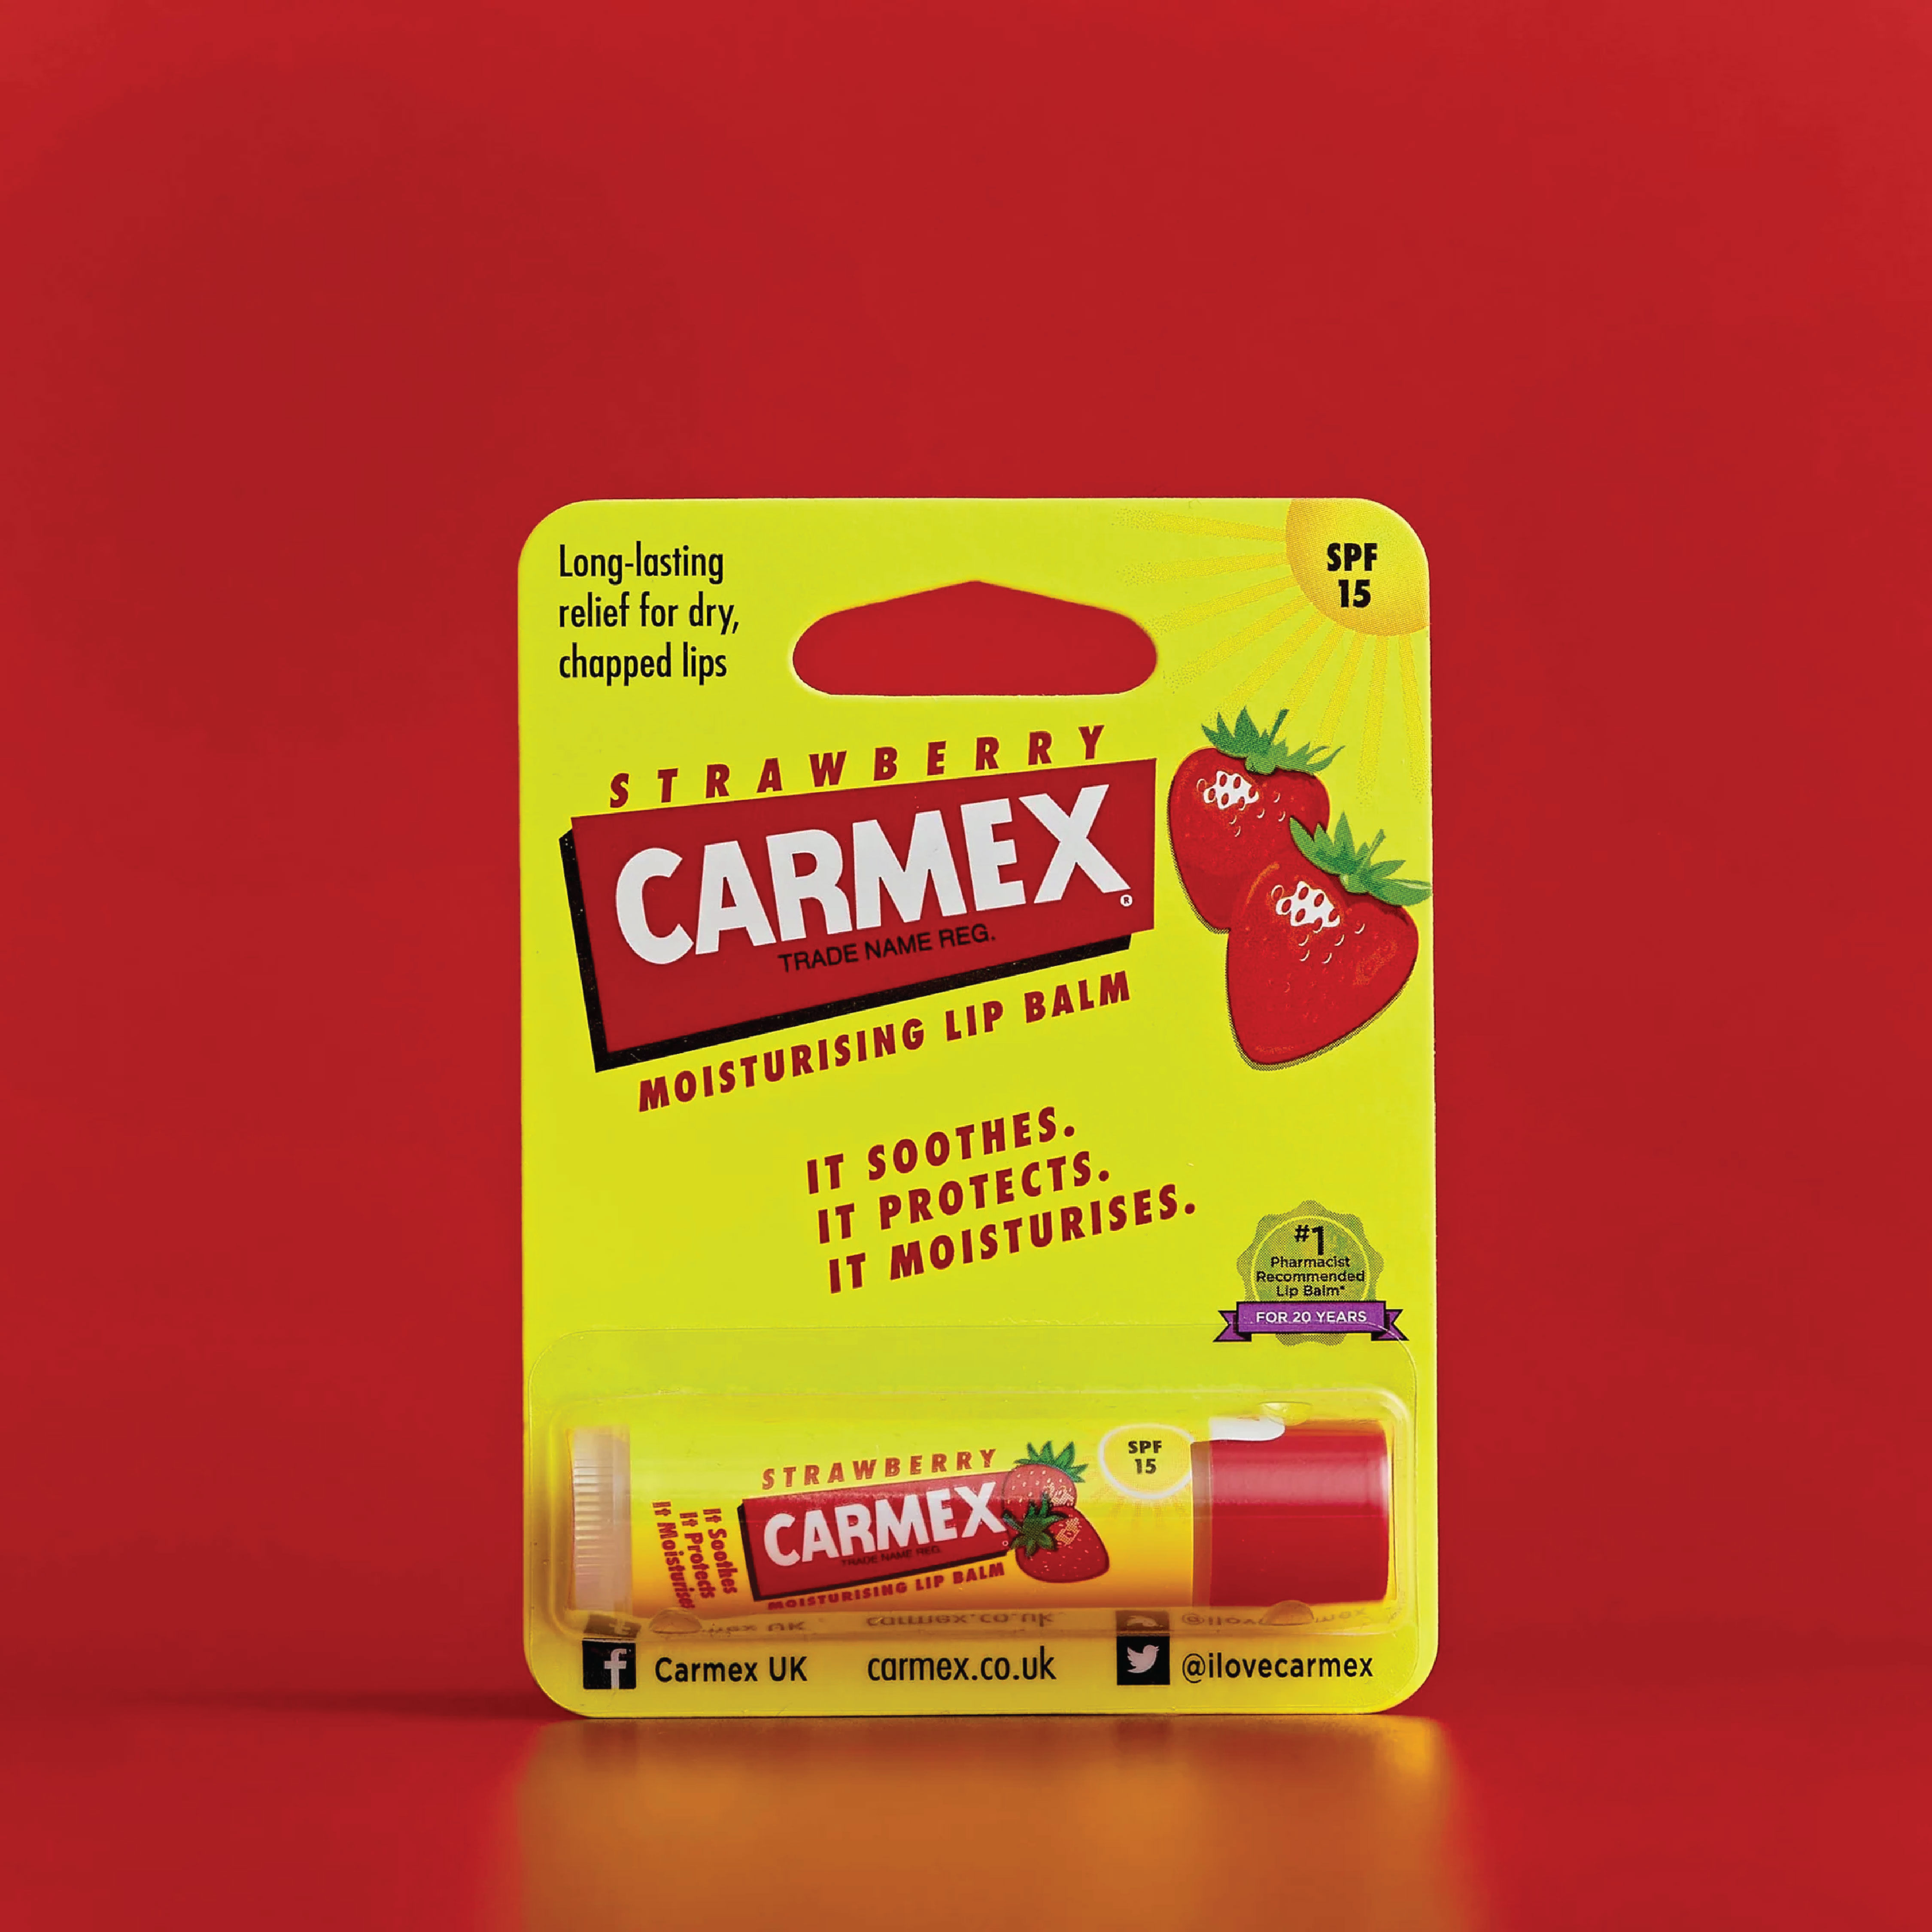 Long-lasting
relief for dry,
chapped lips
SPF
15
STRAWBERRY
CARMEX®
TRADE NAME REG.
MOISTURISING LIP BALM
IT SOOTHES.
IT PROTECTS.
IT MOISTURISES.
#1
Pharmacist
Recommended
Lip Balm*
FOR 20 YEARS
It Soothes
It Protects
It Moisturises
STRAWBERRY
CARMEX
TRADE NAME REG.
MOISTURISING LIP BALM
SPF
15
f Carmex UK carmex.co.uk @ilovecarmex